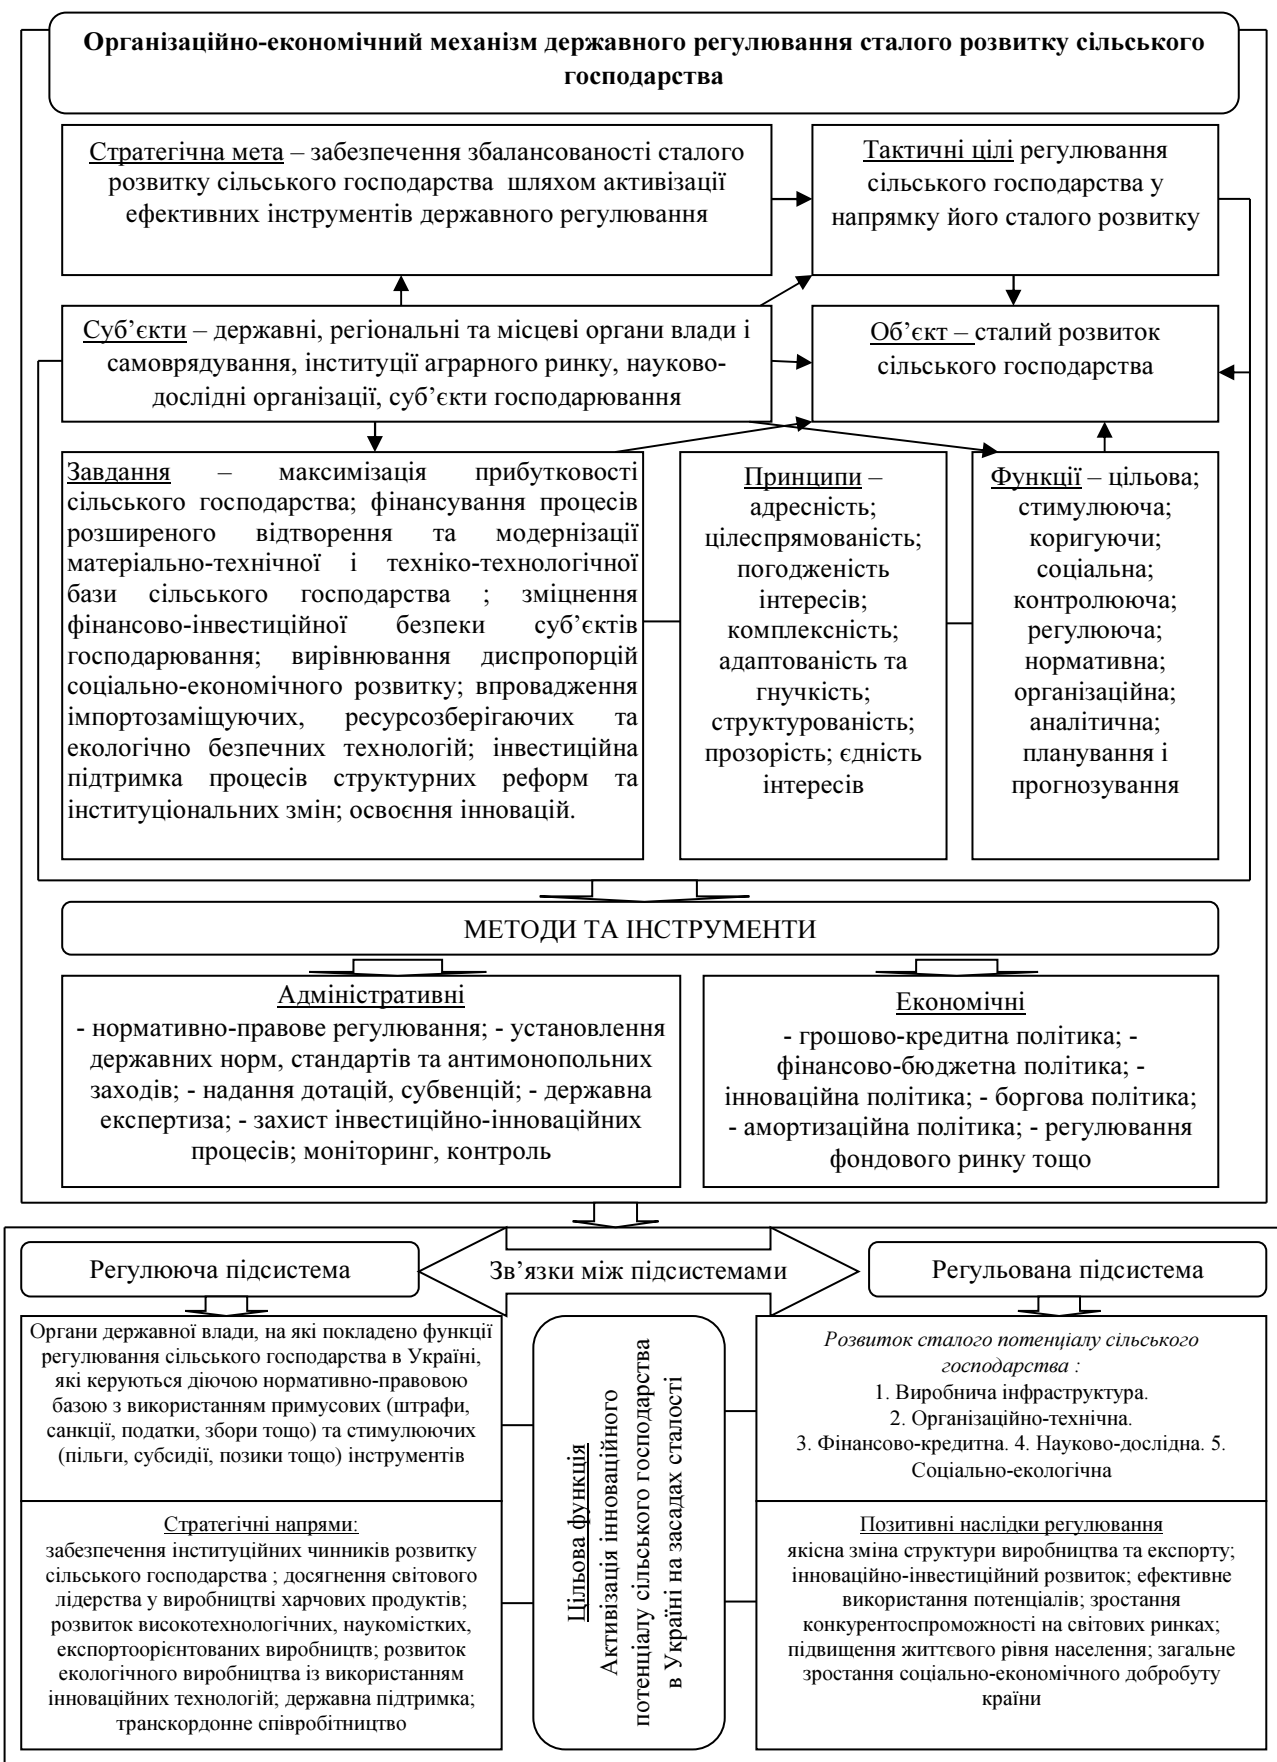 Організаційно-економічний механізм державного регулювання сталого розвитку сільського
господарства
Стратегічна мета – забезпечення збалансованості сталого
розвитку сільського господарства шляхом активізації
ефективних інструментів державного регулювання
Тактичні цілі регулювання
сільського господарства у
напрямку його сталого розвитку
Суб’єкти – державні, регіональні та місцеві органи влади і
самоврядування, інституції аграрного ринку, науково-
дослідні організації, суб’єкти господарювання
Об’єкт – сталий розвиток
сільського господарства
Завдання – максимізація прибутковості
сільського господарства; фінансування процесів
розширеного відтворення та модернізації
матеріально-технічної і техніко-технологічної
бази сільського господарства ; зміцнення
фінансово-інвестиційної безпеки суб’єктів
господарювання; вирівнювання диспропорцій
соціально-економічного розвитку; впровадження
імпортозаміщуючих, ресурсозберігаючих та
екологічно безпечних технологій; інвестиційна
підтримка процесів структурних реформ та
інституціональних змін; освоєння інновацій.
Принципи –
адресність;
цілеспрямованість;
погодженість
інтересів;
комплексність;
адаптованість та
гнучкість;
структурованість;
прозорість; єдність
інтересів
Функції – цільова;
стимулююча;
коригуючи;
соціальна;
контролююча;
регулююча;
нормативна;
організаційна;
аналітична;
планування і
прогнозування
МЕТОДИ ТА ІНСТРУМЕНТИ
Адміністративні
- нормативно-правове регулювання; - установлення
державних норм, стандартів та антимонопольних
заходів; - надання дотацій, субвенцій; - державна
експертиза; - захист інвестиційно-інноваційних
процесів; моніторинг, контроль
Економічні
- грошово-кредитна політика; -
фінансово-бюджетна політика; -
інноваційна політика; - боргова політика;
- амортизаційна політика; - регулювання
фондового ринку тощо
Регулююча підсистема
Зв’язки між підсистемами
Регульована підсистема
Органи державної влади, на які покладено функції
регулювання сільського господарства в Україні,
які керуються діючою нормативно-правовою
базою з використанням примусових (штрафи,
санкції, податки, збори тощо) та стимулюючих
(пільги, субсидії, позики тощо) інструментів
Стратегічні напрями:
забезпечення інституційних чинників розвитку
сільського господарства ; досягнення світового
лідерства у виробництві харчових продуктів;
розвиток високотехнологічних, наукомістких,
експортоорієнтованих виробництв; розвиток
екологічного виробництва із використанням
інноваційних технологій; державна підтримка;
транскордонне співробітництво
Цільова функція
Активізація інноваційного
потенціалу сільського господарства
в Україні на засадах сталості
Розвиток сталого потенціалу сільського
господарства :
1. Виробнича інфраструктура.
2. Організаційно-технічна.
3. Фінансово-кредитна. 4. Науково-дослідна. 5.
Соціально-екологічна
Позитивні наслідки регулювання
якісна зміна структури виробництва та експорту;
інноваційно-інвестиційний розвиток; ефективне
використання потенціалів; зростання
конкурентоспроможності на світових ринках;
підвищення життєвого рівня населення; загальне
зростання соціально-економічного добробуту
країни